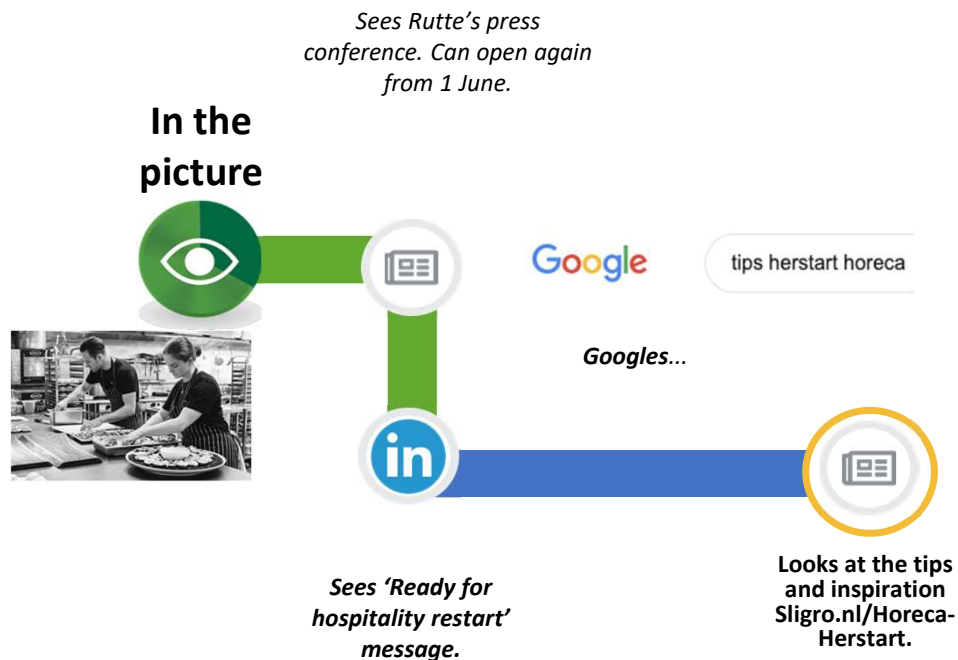 Sees Rutte’s press
conference. Can open again
from 1 June.
In the
picture
Google
tips herstart horeca
Googles...
in
Sees ‘Ready for
hospitality restart’
message.
Looks at the tips
and inspiration
Sligro.nl/Horeca-
Herstart.